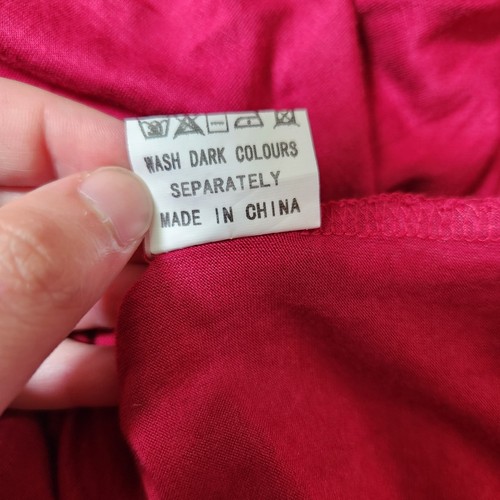 WASH DARK COLOURS
SEPARATELY
MADE IN CHINA